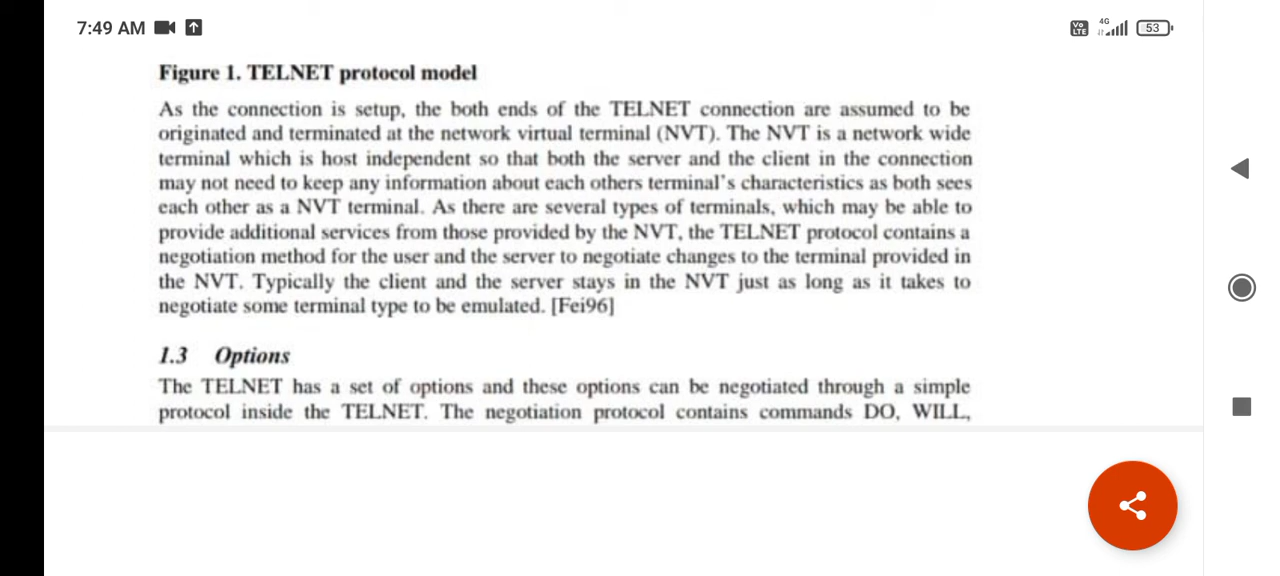 7:49 AM
Vo LTE 4G 53
Figure 1. TELNET protocol model
As the connection is setup, the both ends of the TELNET connection are assumed to be
originated and terminated at the network virtual terminal (NVT). The NVT is a network wide
terminal which is host independent so that both the server and the client in the connection
may not need to keep any information about each others terminal's characteristics as both sees
each other as a NVT terminal. As there are several types of terminals, which may be able to
provide additional services from those provided by the NVT, the TELNET protocol contains a
negotiation method for the user and the server to negotiate changes to the terminal provided in
the NVT. Typically the client and the server stays in the NVT just as long as it takes to
negotiate some terminal type to be emulated. [Fei96]
1.3 Options
The TELNET has a set of options and these options can be negotiated through a simple
protocol inside the TELNET. The negotiation protocol contains commands DO, WILL,